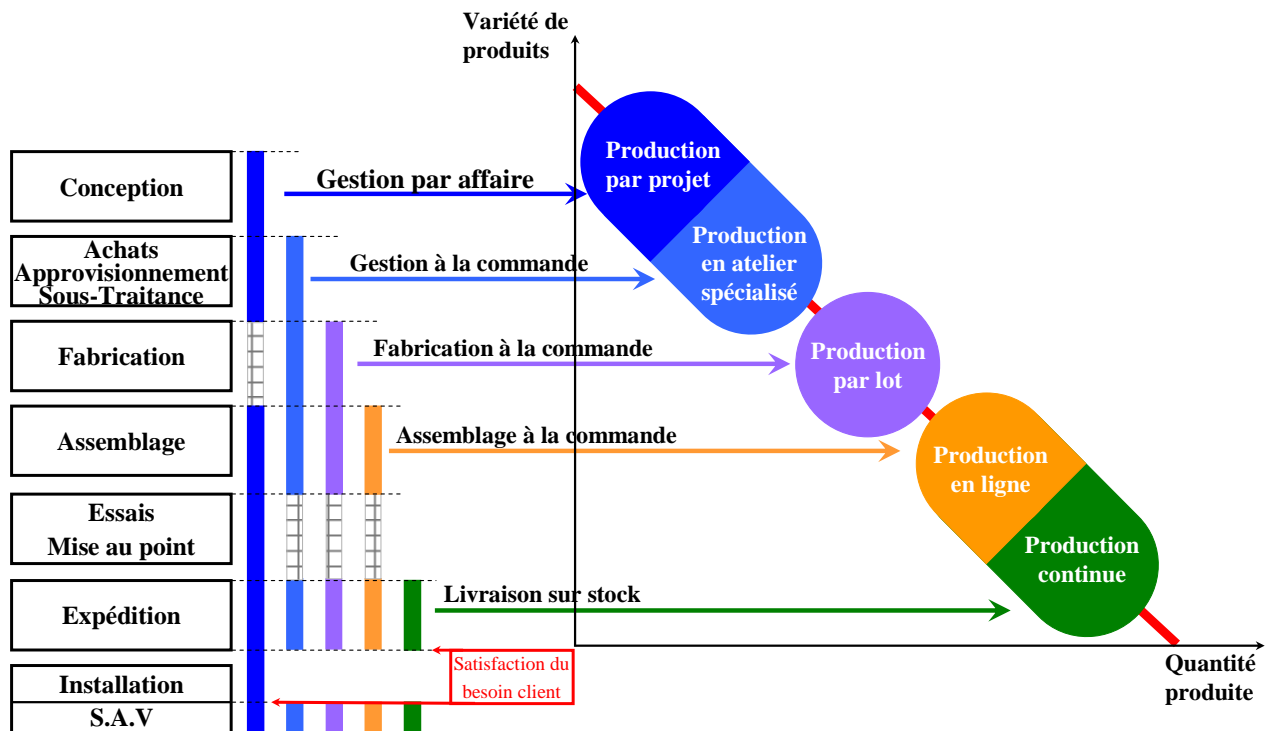 Variété de
produits
Conception
Achats
Approvisionnement
Sous-Traitance
Fabrication
Assemblage
Essais
Mise au point
Expédition
Installation
S.A.V
Gestion par affaire
Gestion à la commande
Fabrication à la commande
Assemblage à la commande
Livraison sur stock
Satisfaction du
besoin client
Production
par projet
Production
en atelier
spécialisé
Production
par lot
Production
en ligne
Production
continue
Quantité
produite